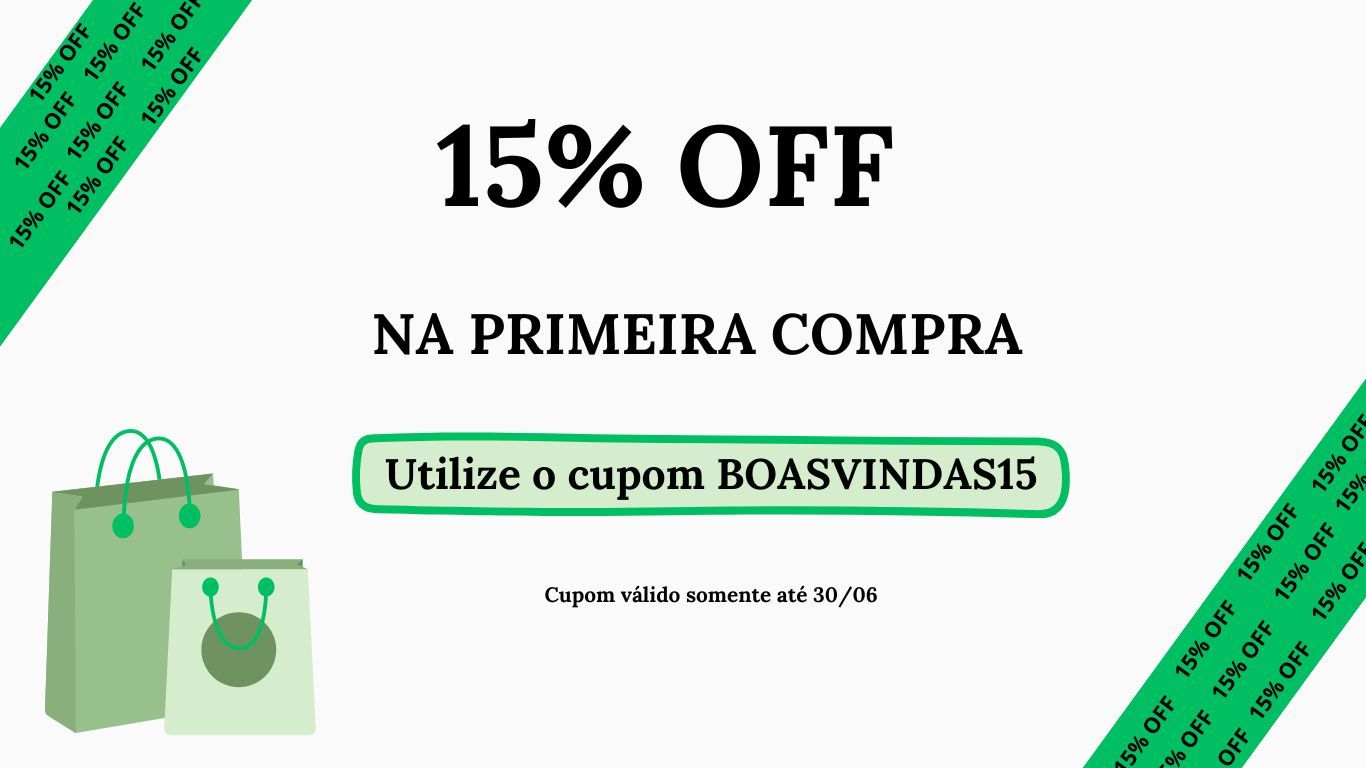 15% OFF 15% OFF 15% OFF
15% OFF 15% OFF 15% OFF
15% OFF 15% OFF
15% OFF
NA PRIMEIRA COMPRA
Utilize o cupom BOASVINDAS15
Cupom válido somente até 30/06
15% OFF 15% OFF 15% OFF 15% OFF
15% OFF 15% OFF 15% OFF 15%
OFF 15% OFF 15% OFF